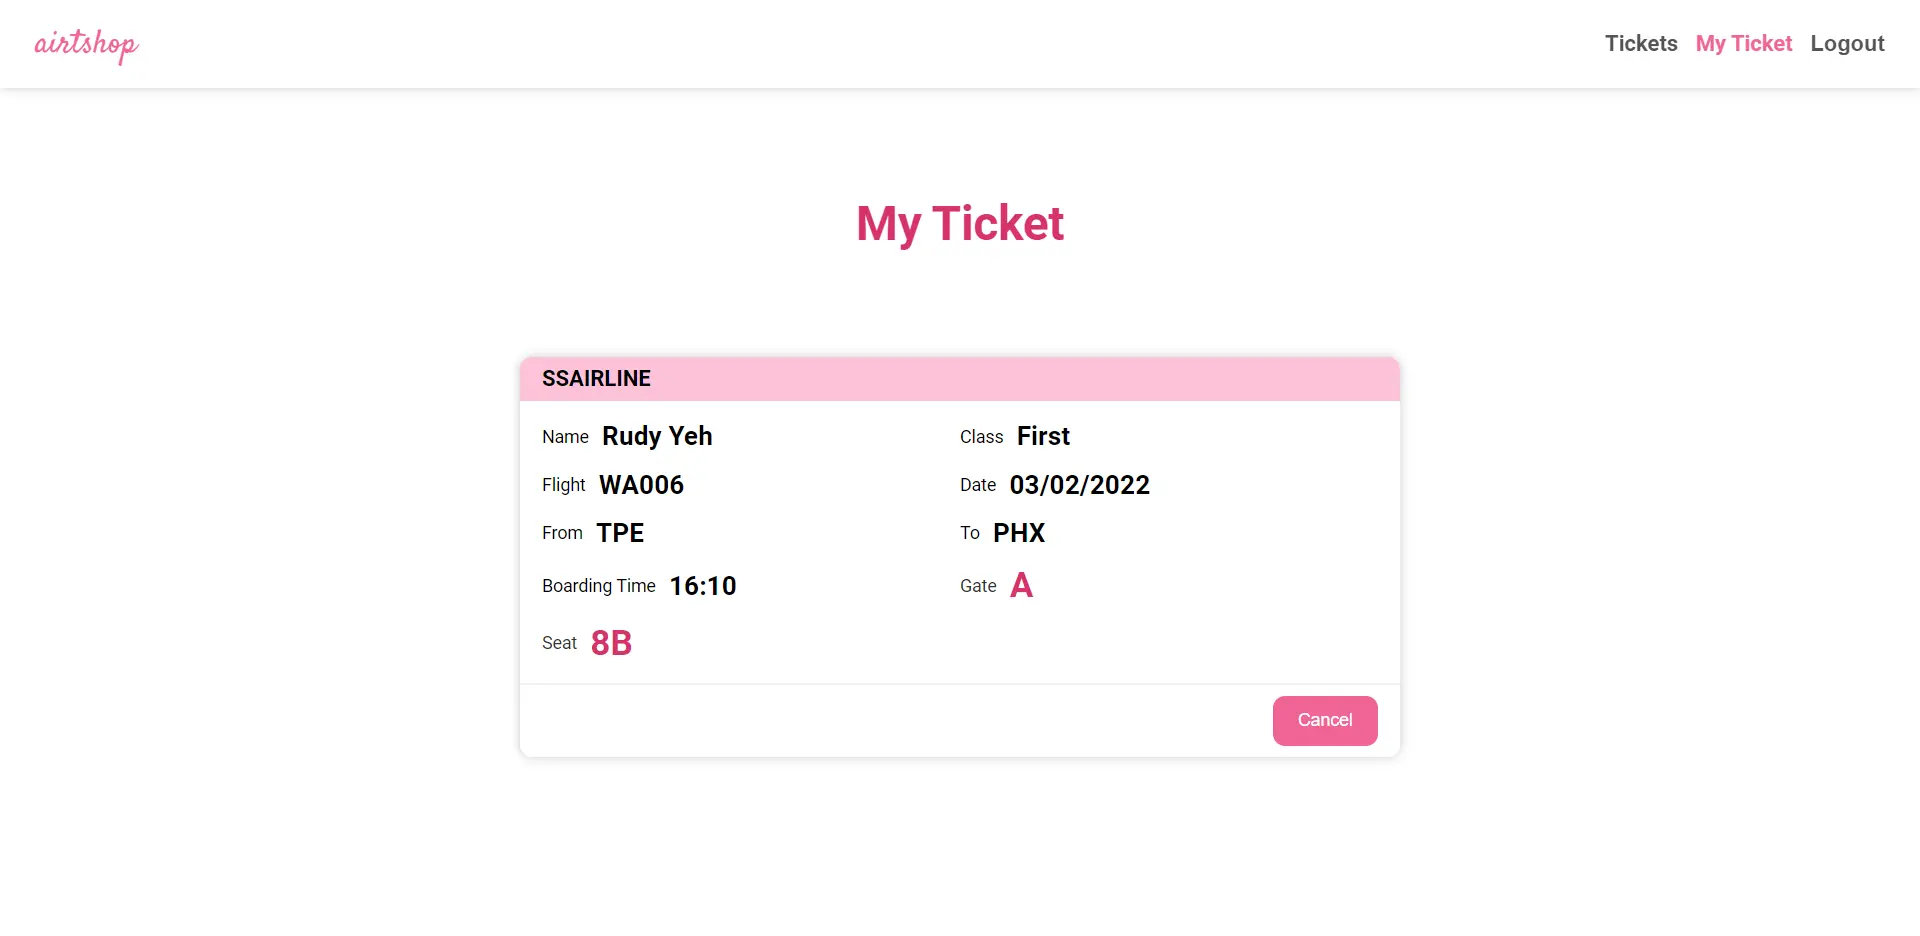 airtshop
Tickets My Ticket Logout
My Ticket
SSAIRLINE
Name Rudy Yeh Class First
Flight WA006 Date 03/02/2022
From TPE To PHX
Boarding Time 16:10 Gate A
Seat 8B
Cancel